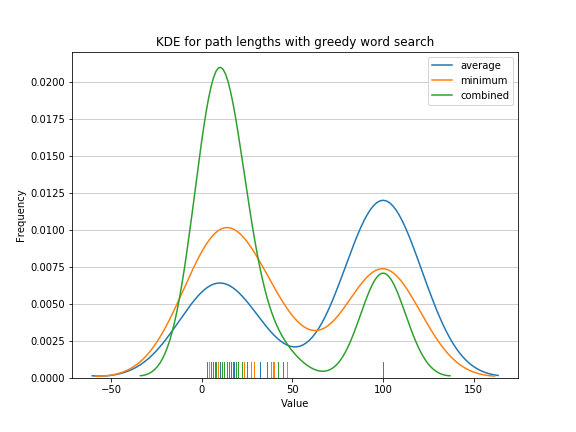 KDE for path lengths with greedy word search
average
minimum
combined
0.0200
0.0175
0.0150
0.0125
0.0100
0.0075
0.0050
0.0025
0.0000
Frequency
−50
0
50
100
150
Value